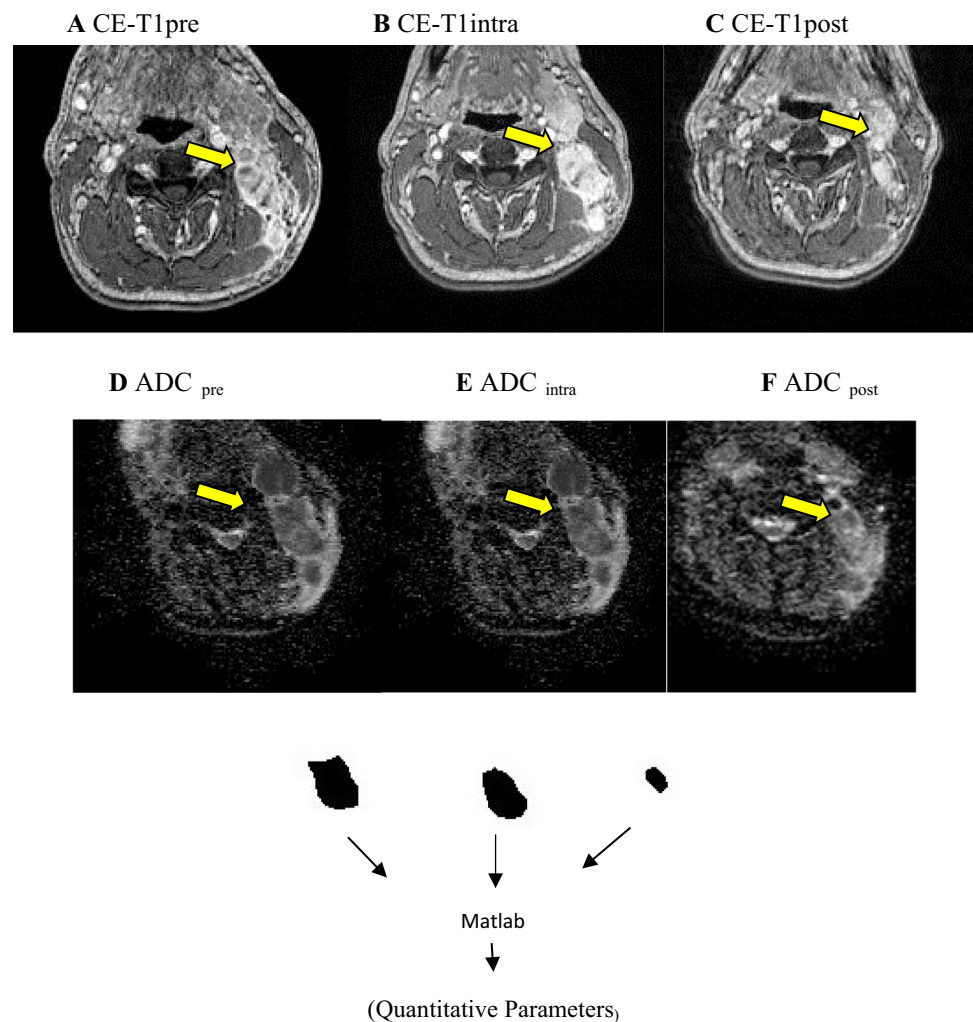 A CE-T1pre B CE-T1intra C CE-T1post
D ADC pre E ADC intra F ADC post
Matlab
(Quantitative Parameters)